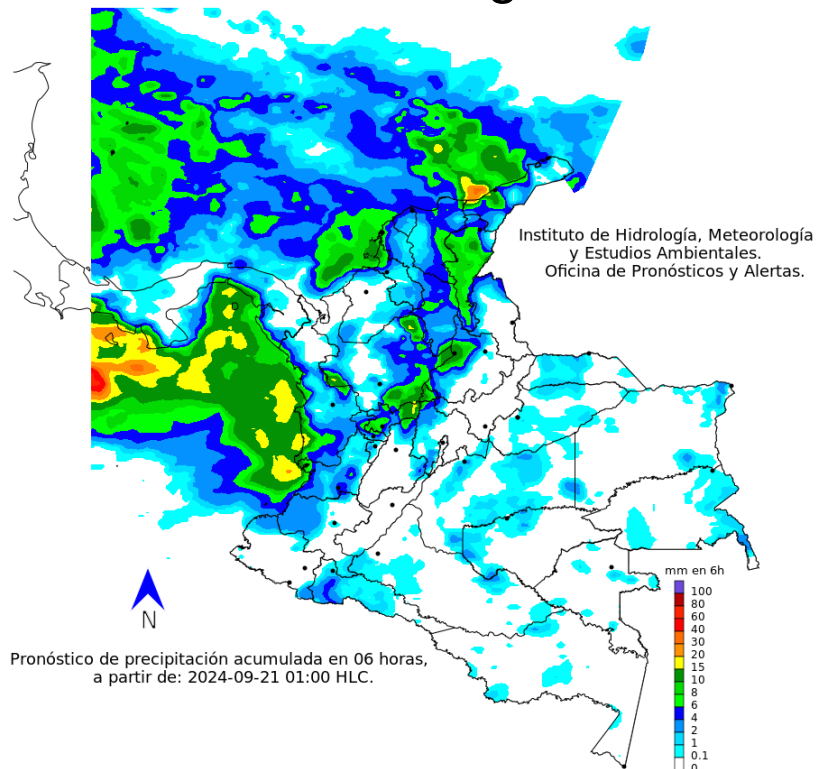 Instituto de Hidrología, Meteorología
y Estudios Ambientales.
Oficina de Pronósticos y Alertas.
N
Pronóstico de precipitación acumulada en 06 horas,
a partir de: 2024-09-21 01:00 HLC.
mm en 6h
100
80
60
40
30
20
15
10
8
6
4
2
1
0.1
0